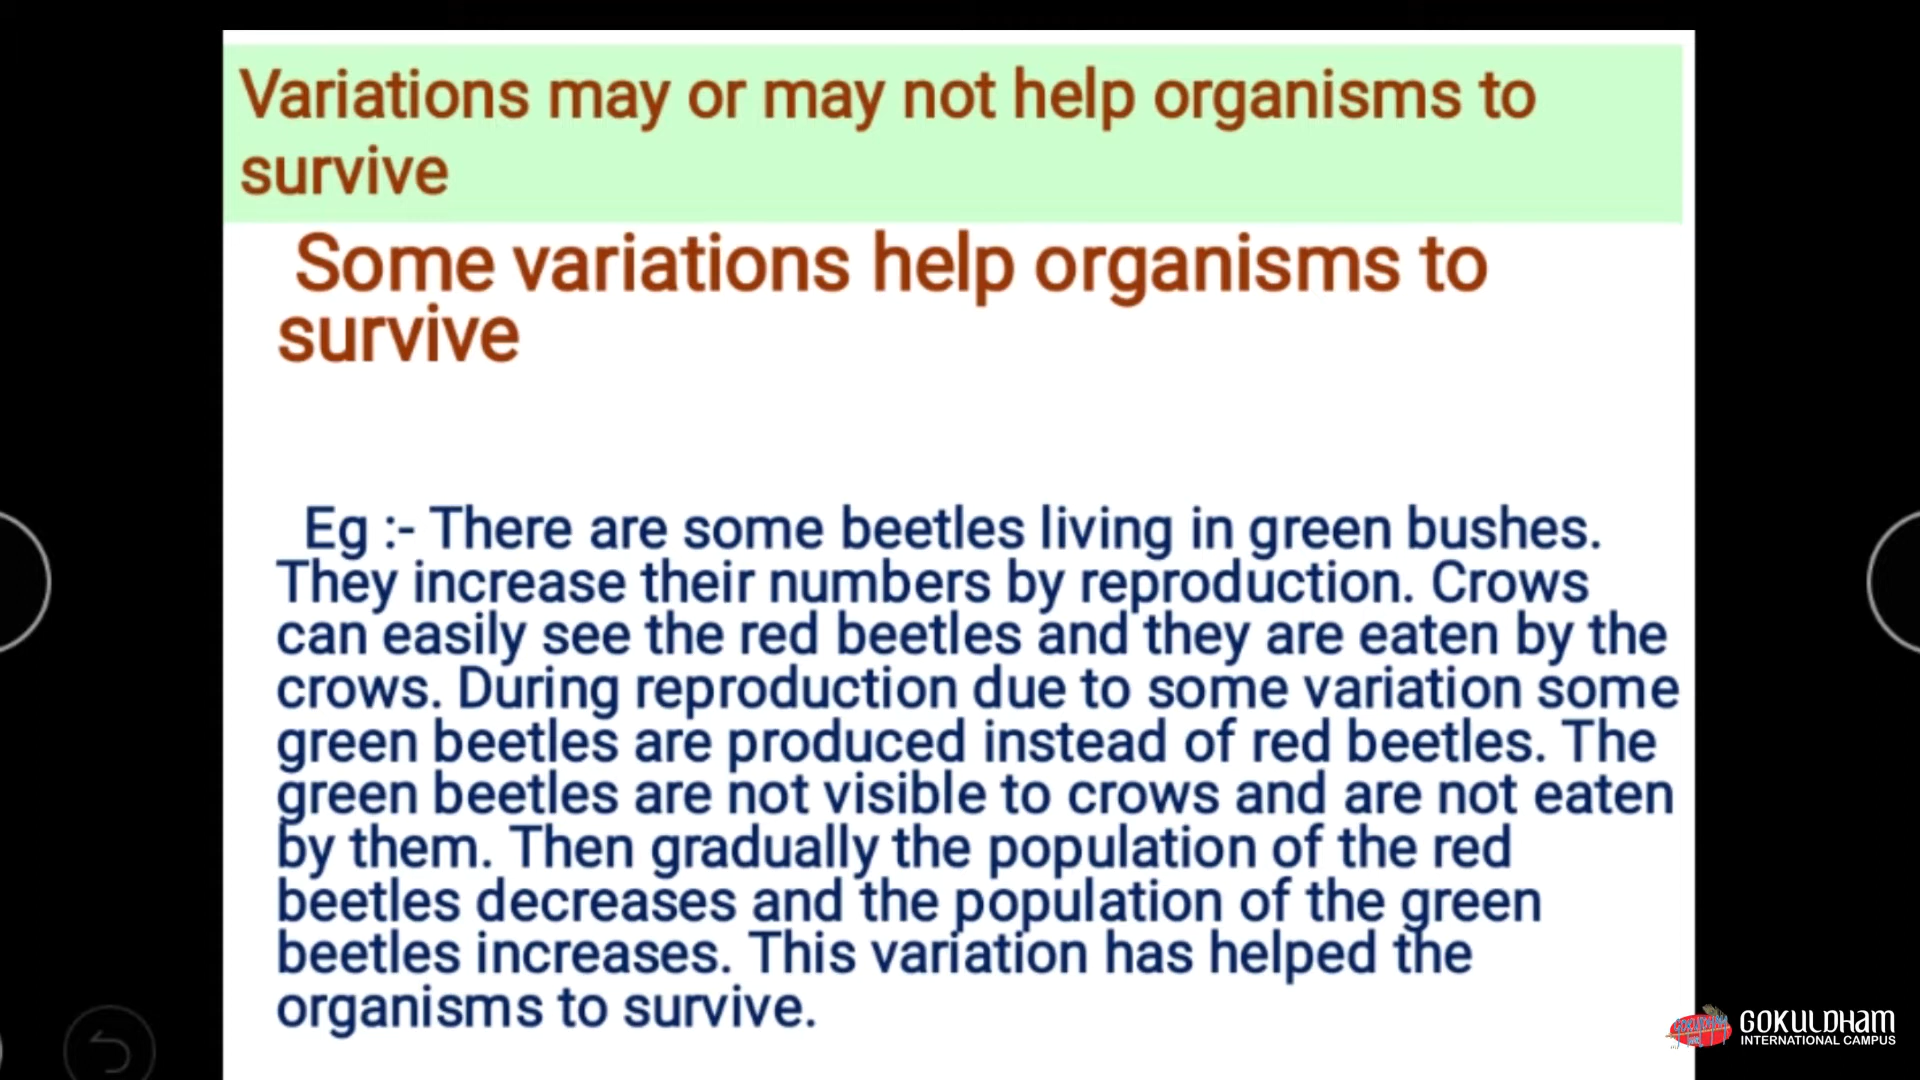 Variations may or may not help organisms to
survive
Some variations help organisms to
survive
Eg :- There are some beetles living in green bushes.
They increase their numbers by reproduction. Crows
can easily see the red beetles and they are eaten by the
crows. During reproduction due to some variation some
green beetles are produced instead of red beetles. The
green beetles are not visible to crows and are not eaten
by them. Then gradually the population of the red
beetles decreases and the population of the green
beetles increases. This variation has helped the
organisms to survive.
GOKULDHAM
INTERNATIONAL CAMPUS